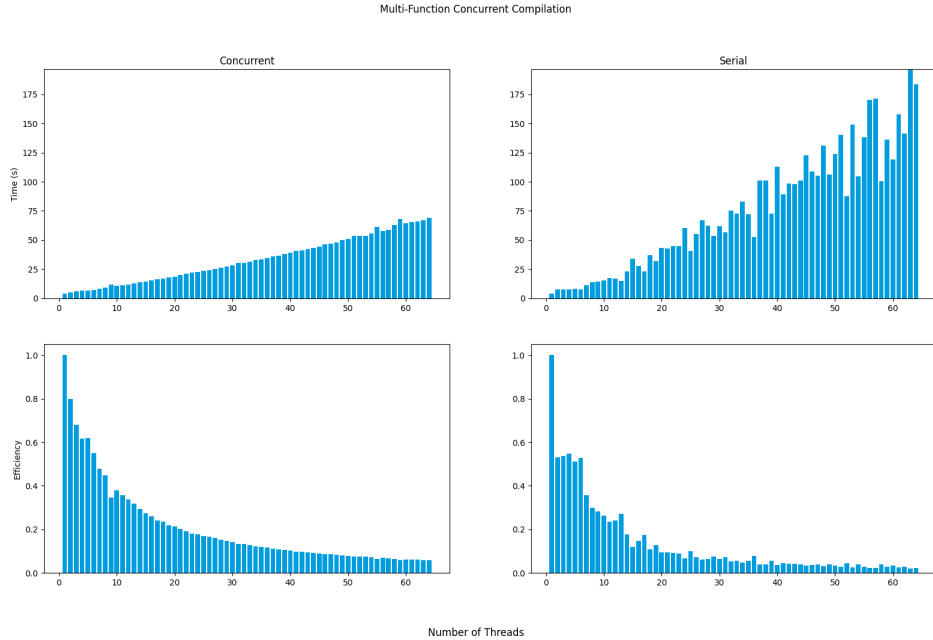 Multi-Function Concurrent Compilation
Concurrent
Serial
Time (s)
175
150
125
100
75
50
25
0
0 10 20 30 40 50 60
175
150
125
100
75
50
25
0
0 10 20 30 40 50 60
Efficiency
1.0
0.8
0.6
0.4
0.2
0.0
0 10 20 30 40 50 60
1.0
0.8
0.6
0.4
0.2
0.0
0 10 20 30 40 50 60
Number of Threads